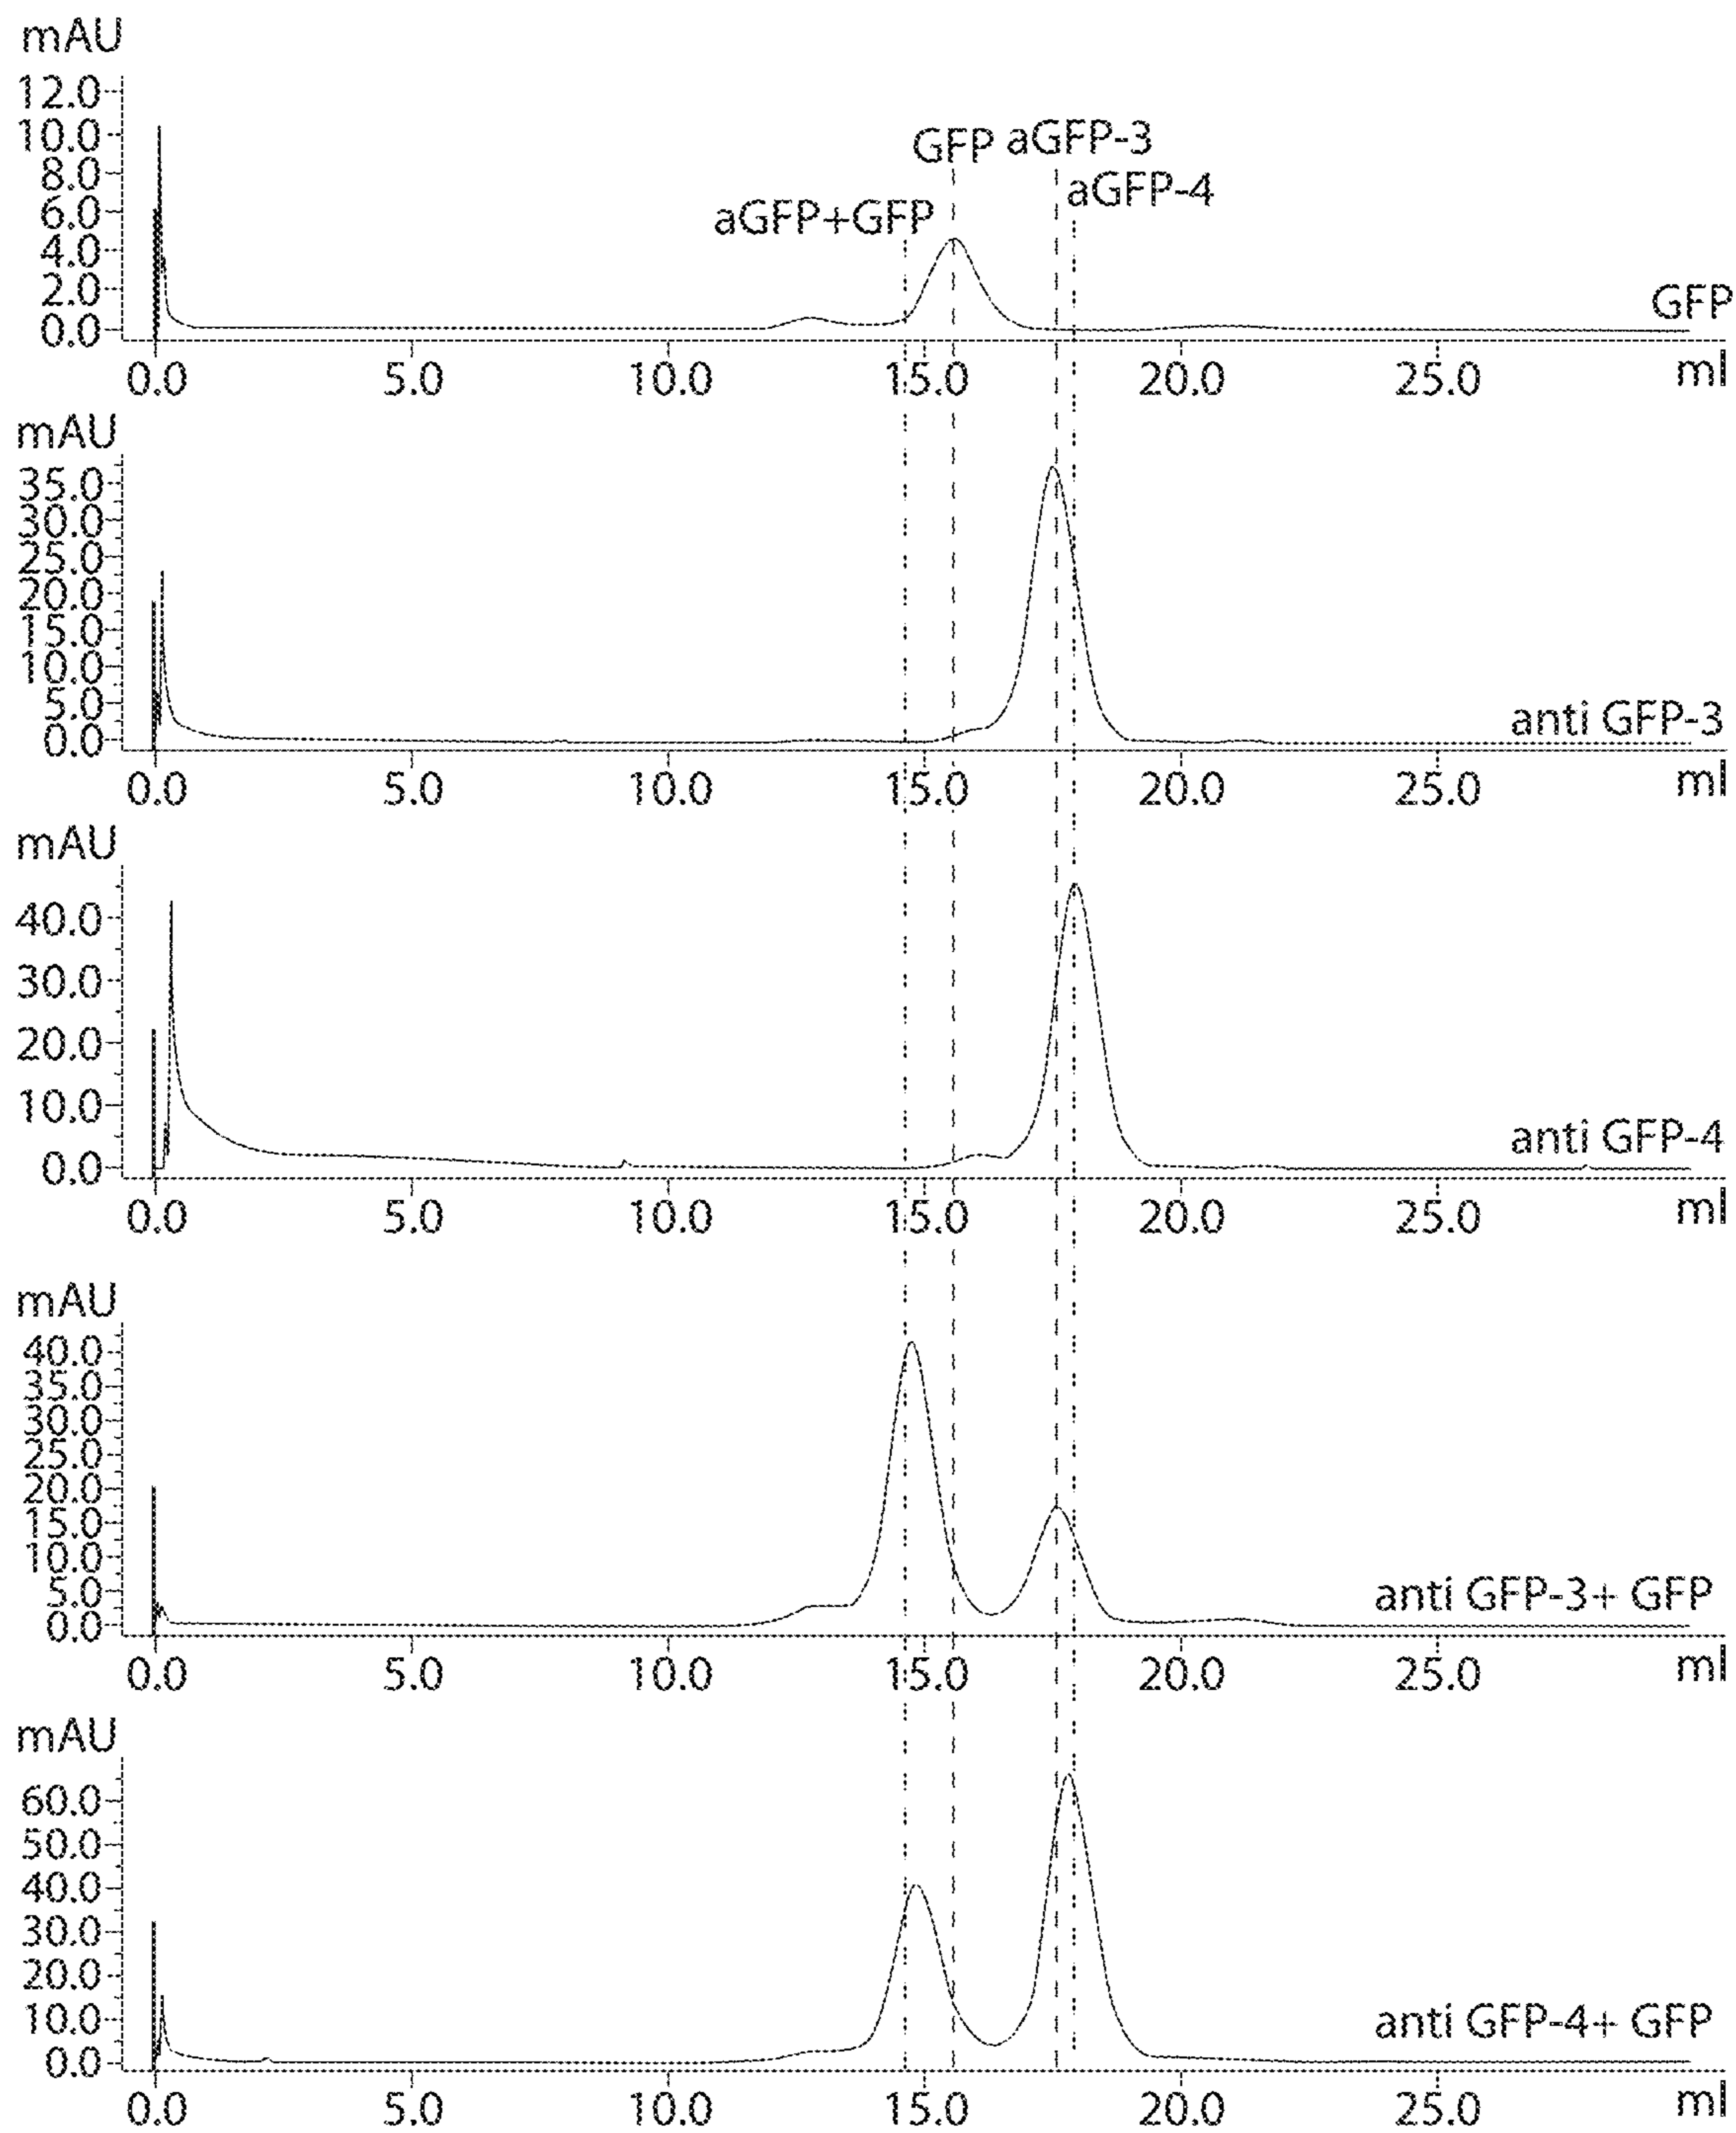 mAU
12.0
10.0
8.0
6.0
4.0
2.0
0.0
GFP aGFP-3
aGFP-4
aGFP+GFP
GFP
0.0 5.0 10.0 15.0 20.0 25.0 ml
mAU
35.0
30.0
25.0
20.0
15.0
10.0
5.0
0.0
anti GFP-3
0.0 5.0 10.0 15.0 20.0 25.0 ml
mAU
40.0
30.0
20.0
10.0
0.0
anti GFP-4
0.0 5.0 10.0 15.0 20.0 25.0 ml
mAU
40.0
35.0
30.0
25.0
20.0
15.0
10.0
5.0
0.0
anti GFP-3+ GFP
0.0 5.0 10.0 15.0 20.0 25.0 ml
mAU
60.0
50.0
40.0
30.0
20.0
10.0
0.0
anti GFP-4+ GFP
0.0 5.0 10.0 15.0 20.0 25.0 ml